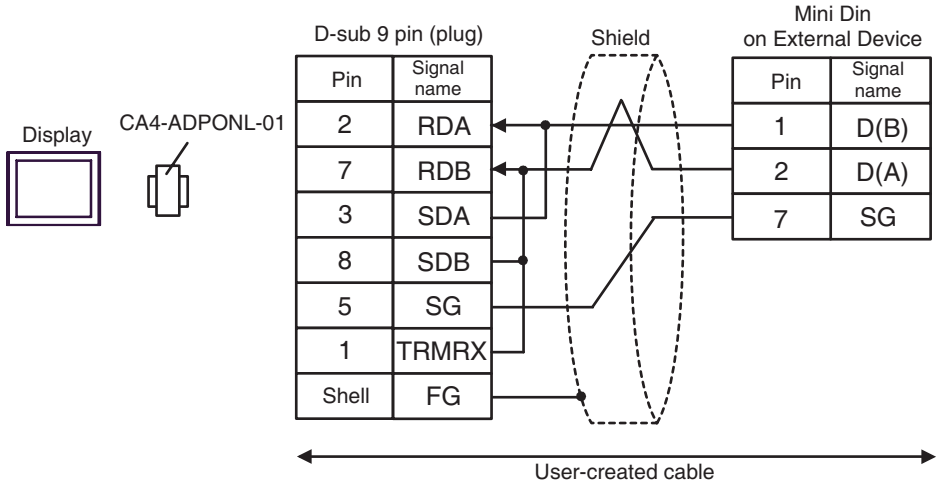 D-sub 9 pin (plug)
Shield
Mini Din
on External Device
Display
CA4-ADPONL-01
Pin
Signal
name
2
RDA
7
RDB
3
SDA
8
SDB
5
SG
1
TRMRX
Shell
FG
Pin
Signal
name
1
D(B)
2
D(A)
7
SG
User-created cable